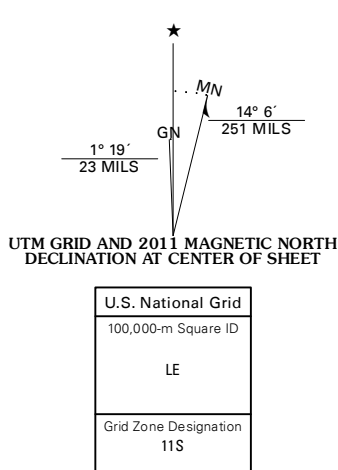 ★
MN
GN
14° 6´
251 MILS
1° 19´
23 MILS
UTM GRID AND 2011 MAGNETIC NORTH
DECLINATION AT CENTER OF SHEET
U.S. National Grid
100,000-m Square ID
LE
Grid Zone Designation
11S